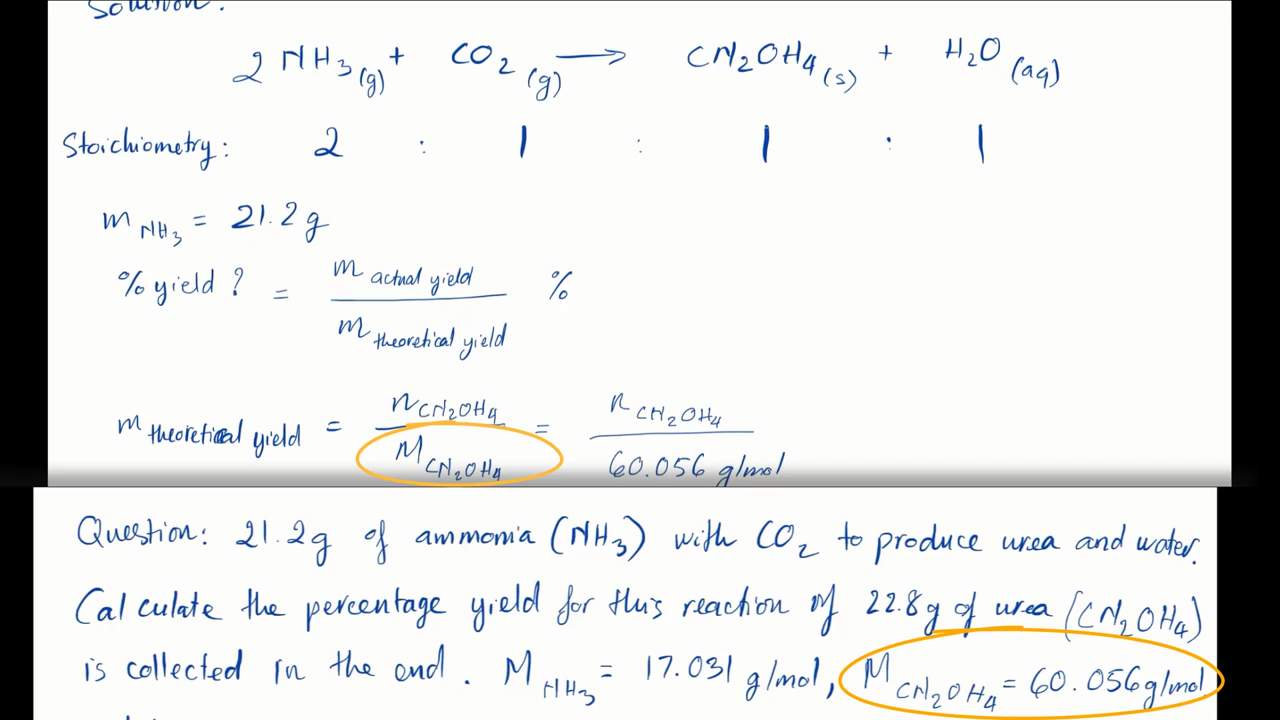 Solution:
2 NH3(g) + CO2(g) → CN2OH4(s) + H2O(aq)
Stoichiometry: 2 : 1 : 1 : 1
m NH3 = 21.2 g
% yield ? = m actual yield / m theoretical yield %
m theoretical yield = n CN2OH4 / M CN2OH4 = n CN2OH4 / 60.056 g/mol
Question: 21.2g of ammonia (NH3) with CO2 to produce urea and water.
Calculate the percentage yield for this reaction of 22.8g of urea (CN2OH4)
is collected in the end. M NH3 = 17.031 g/mol, M CN2OH4 = 60.056 g/mol